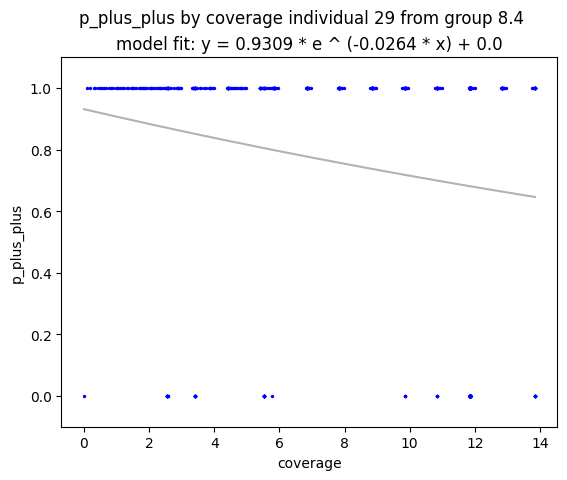 p_plus_plus by coverage individual 29 from group 8.4
model fit: y = 0.9309 * e ^ (-0.0264 * x) + 0.0
1.0
0.8
0.6
0.4
0.2
0.0
p_plus_plus
0 2 4 6 8 10 12 14
coverage